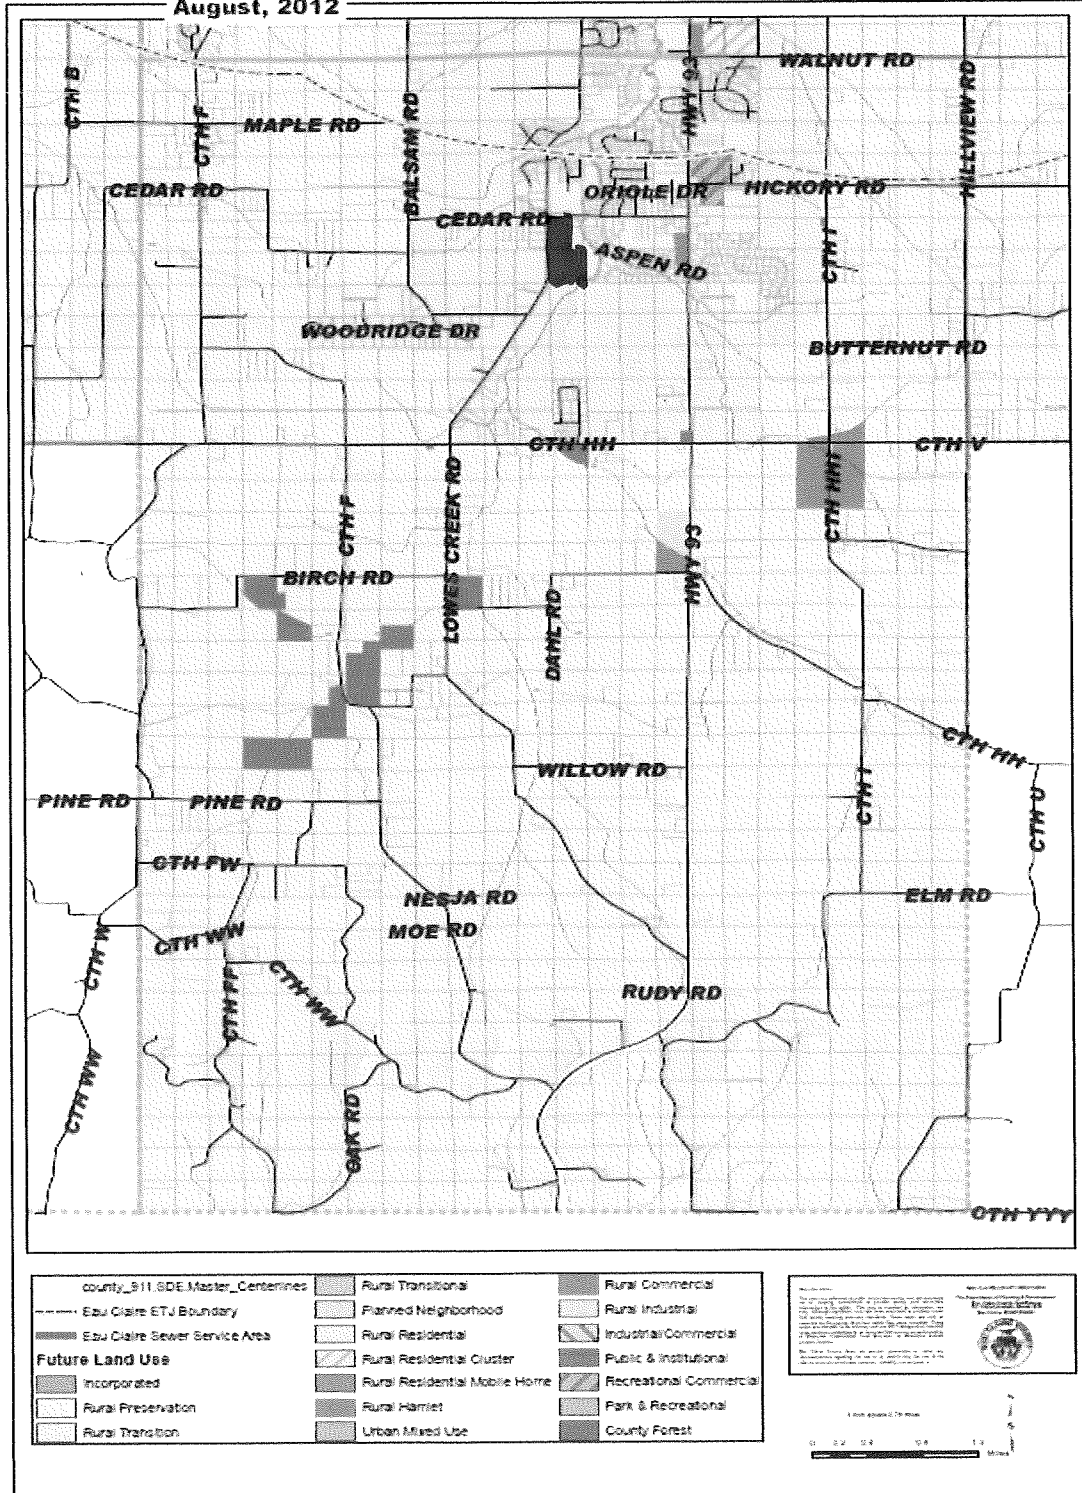 August, 2012
WALNUT RD
CTH B
HWY 93
HILLVIEW RD
BALSAM RD
CTH F
MAPLE RD
CEDAR RD
ORIOLE DR
HICKORY RD
CEDAR RD
ASPEN RD
CTH I
WOODRIDGE DR
BUTTERNUT RD
CTH HH
CTH V
CTH HHI
LOWES CREEK RD
CTH F
HWY 93
BIRCH RD
DAHL RD
CTH HH
WILLOW RD
CTH I
CTH U
PINE RD
PINE RD
CTH FW
NESJA RD
ELM RD
MOE RD
CTH WW
CTH W
CTH WW
CTH FF
RUDY RD
CTH WW
OAK RD
CTH YYY
county_911.SDE.Master_Centerlines
Eau Claire ETJ Boundary
Eau Claire Sewer Service Area
Future Land Use
Incorporated
Rural Preservation
Rural Transition
Rural Transitional
Planned Neighborhood
Rural Residential
Rural Residential Cluster
Rural Residential Mobile Home
Rural Hamlet
Urban Mixed Use
Rural Commercial
Rural Industrial
Industrial/Commercial
Public & Institutional
Recreational Commercial
Park & Recreational
County Forest
Miles